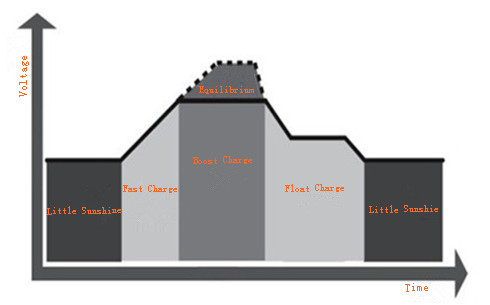 Voltage
Equilibrium
Boost Charge
Fast Charge
Float Charge
Little Sunshine
Little Sunshie
Time